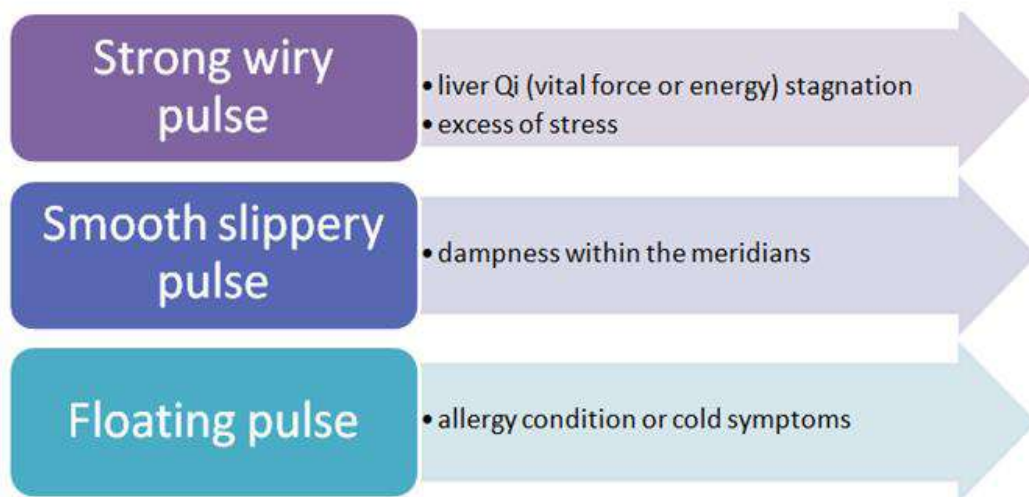 Strong wiry
pulse
• liver Qi (vital force or energy) stagnation
• excess of stress
Smooth slippery
pulse
• dampness within the meridians
Floating pulse
• allergy condition or cold symptoms